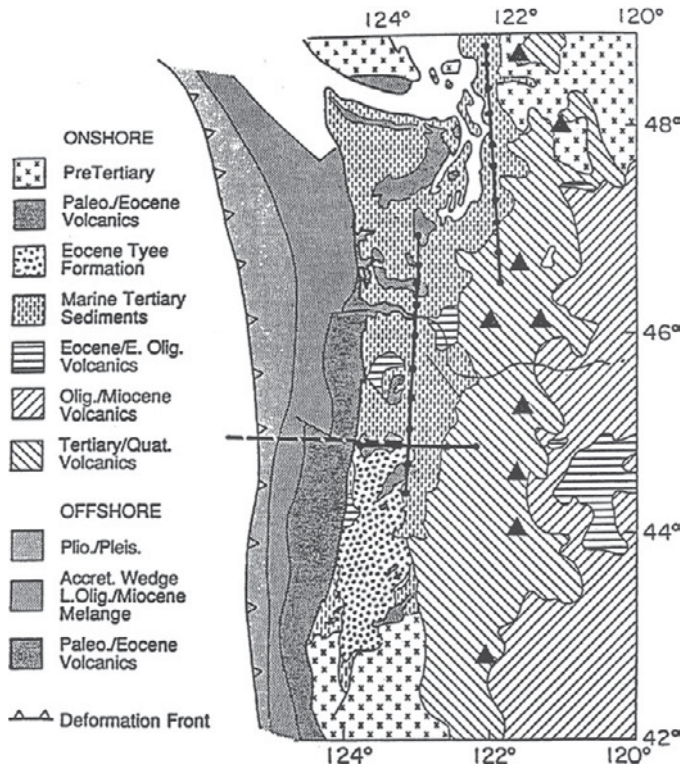 124°
122°
120°
ONSHORE
PreTertiary
Paleo./Eocene
Volcanics
Eocene Tyee
Formation
Marine Tertiary
Sediments
Eocene/E. Olig.
Volcanics
Olig./Miocene
Volcanics
Tertiary/Quat.
Volcanics
OFFSHORE
Plio./Pleis.
Accret. Wedge
L.Olig./Miocene
Melange
Paleo./Eocene
Volcanics
Deformation Front
48°
46°
44°
42°
124°
122°
120°